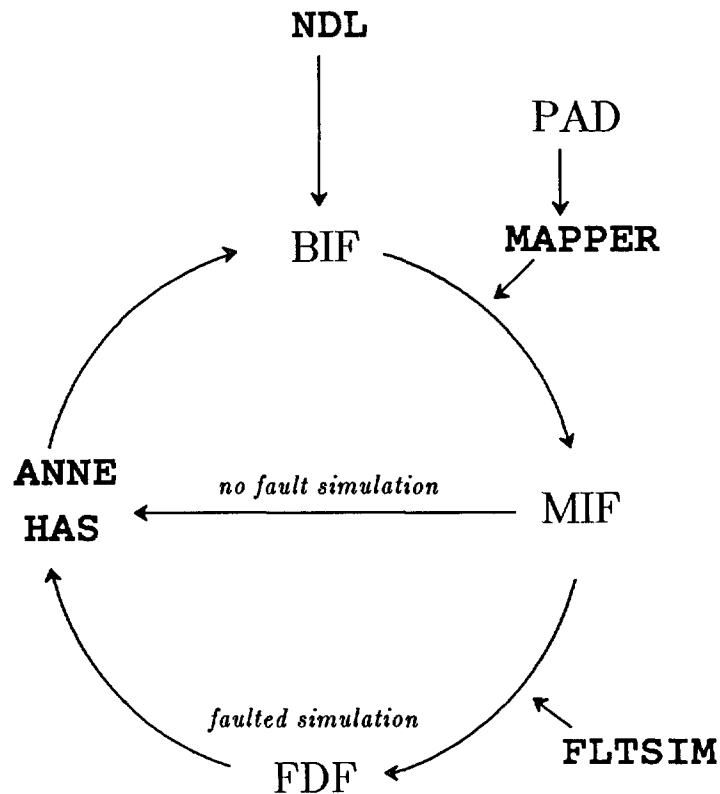 NDL
PAD
MAPPER
BIF
ANNE
HAS
no fault simulation
MIF
faulted simulation
FLTSIM
FDF